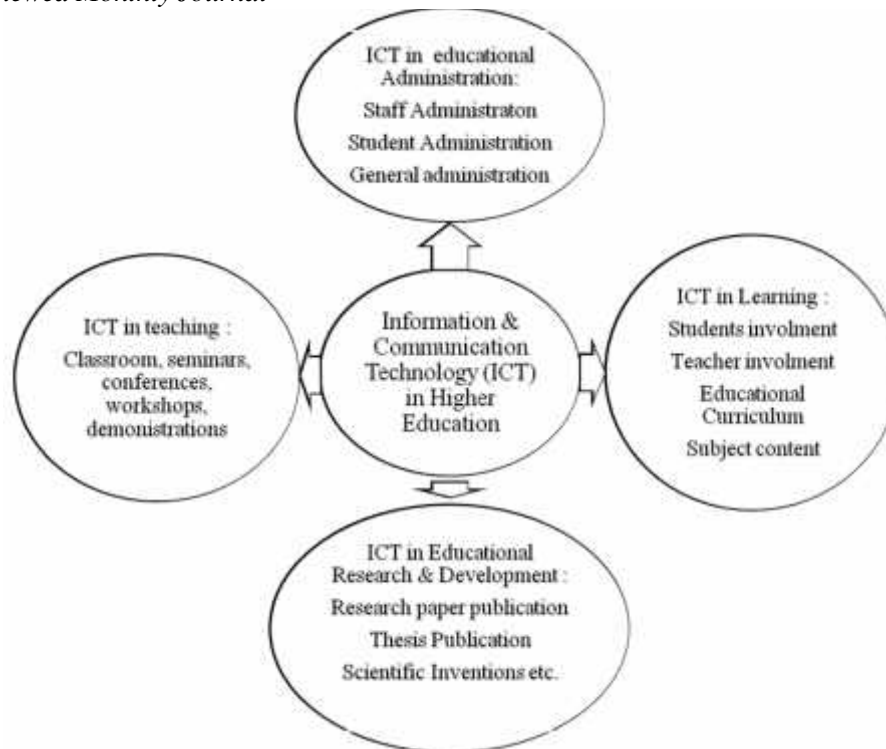 Monthly Journal
ICT in educational
Administration:
Staff Administraton
Student Administration
General administration
ICT in teaching :
Classroom, seminars,
conferences,
workshops,
demonistrations
Information &
Communication
Technology (ICT)
in Higher
Education
ICT in Learning :
Students involment
Teacher involment
Educational
Curriculum
Subject content
ICT in Educational
Research & Development :
Research paper publication
Thesis Publication
Scientific Inventions etc.